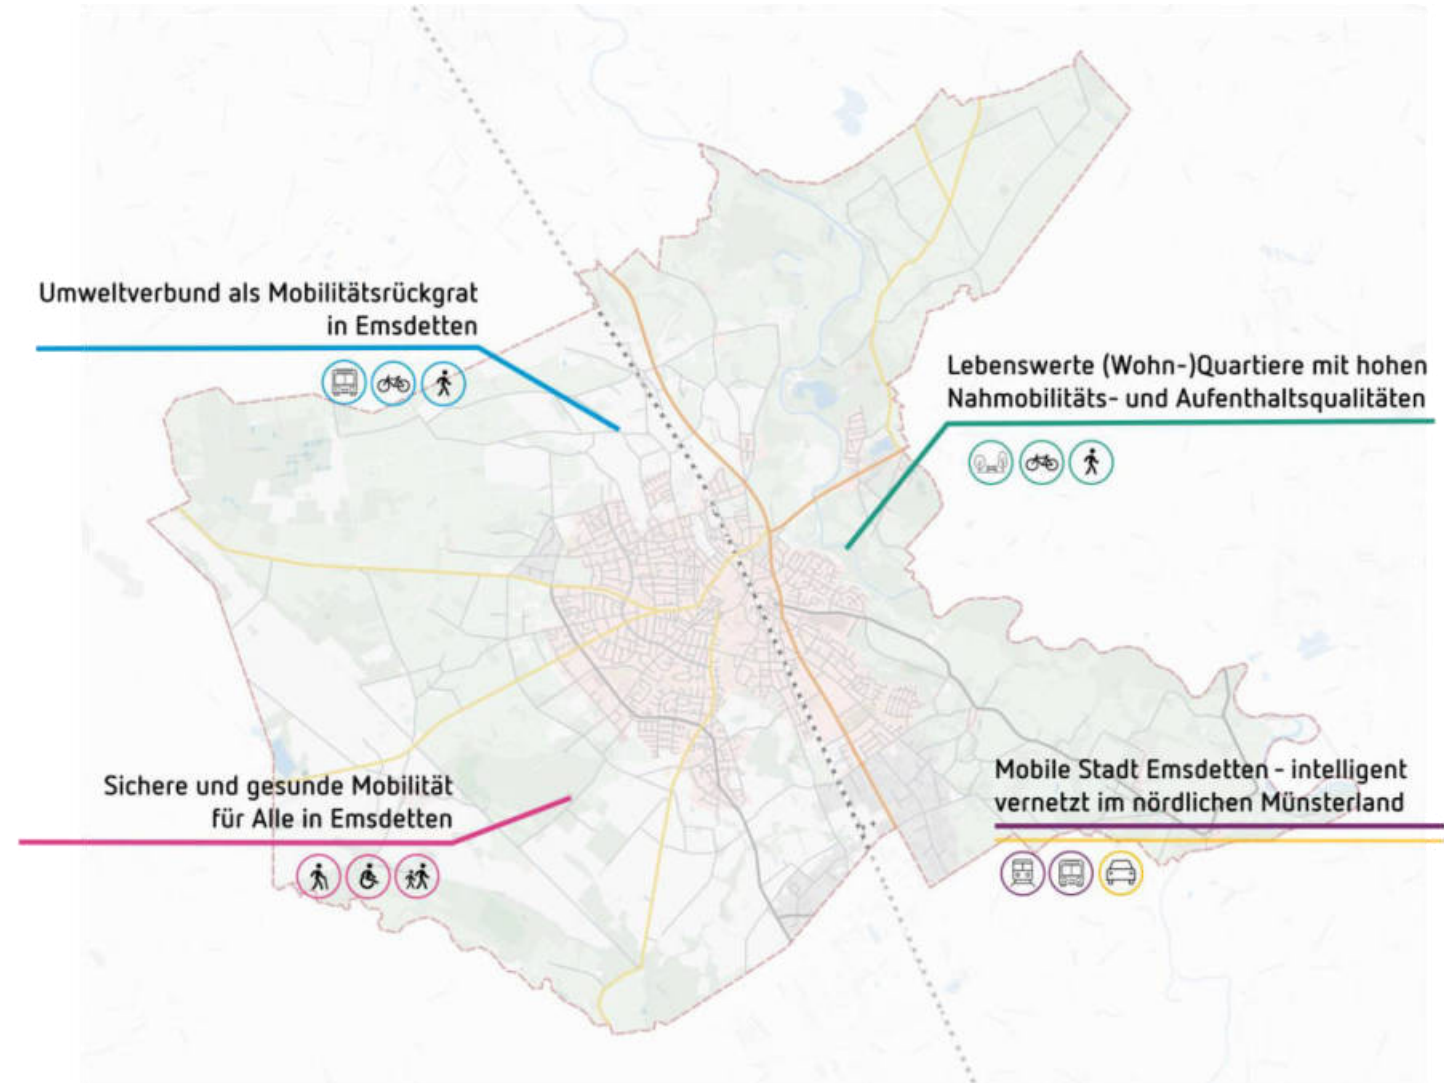 Umweltverbund als Mobilitätsrückgrat
in Emsdetten
Lebenswerte (Wohn-)Quartiere mit hohen
Nahmobilitäts- und Aufenthaltsqualitäten
Sichere und gesunde Mobilität
für Alle in Emsdetten
Mobile Stadt Emsdetten - intelligent
vernetzt im nördlichen Münsterland